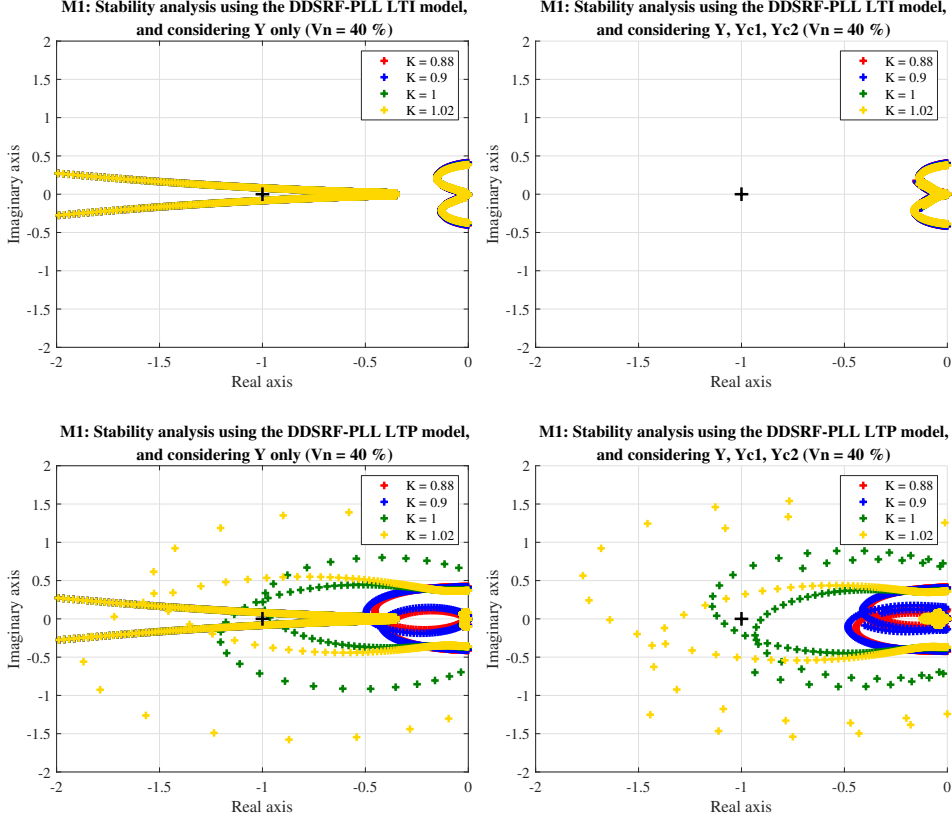 M1: Stability analysis using the DDSRF-PLL LTI model,
and considering Y only (Vn = 40 %)
2
1.5
1
0.5
0
-0.5
-1
-1.5
-2
Imaginary axis
-2
-1.5
-1
-0.5
0
Real axis
K = 0.88
K = 0.9
K = 1
K = 1.02
M1: Stability analysis using the DDSRF-PLL LTI model,
and considering Y, Yc1, Yc2 (Vn = 40 %)
2
1.5
1
0.5
0
-0.5
-1
-1.5
-2
Imaginary axis
-2
-1.5
-1
-0.5
0
Real axis
K = 0.88
K = 0.9
K = 1
K = 1.02
M1: Stability analysis using the DDSRF-PLL LTP model,
and considering Y only (Vn = 40 %)
2
1.5
1
0.5
0
-0.5
-1
-1.5
-2
Imaginary axis
-2
-1.5
-1
-0.5
0
Real axis
K = 0.88
K = 0.9
K = 1
K = 1.02
M1: Stability analysis using the DDSRF-PLL LTP model,
and considering Y, Yc1, Yc2 (Vn = 40 %)
2
1.5
1
0.5
0
-0.5
-1
-1.5
-2
Imaginary axis
-2
-1.5
-1
-0.5
0
Real axis
K = 0.88
K = 0.9
K = 1
K = 1.02